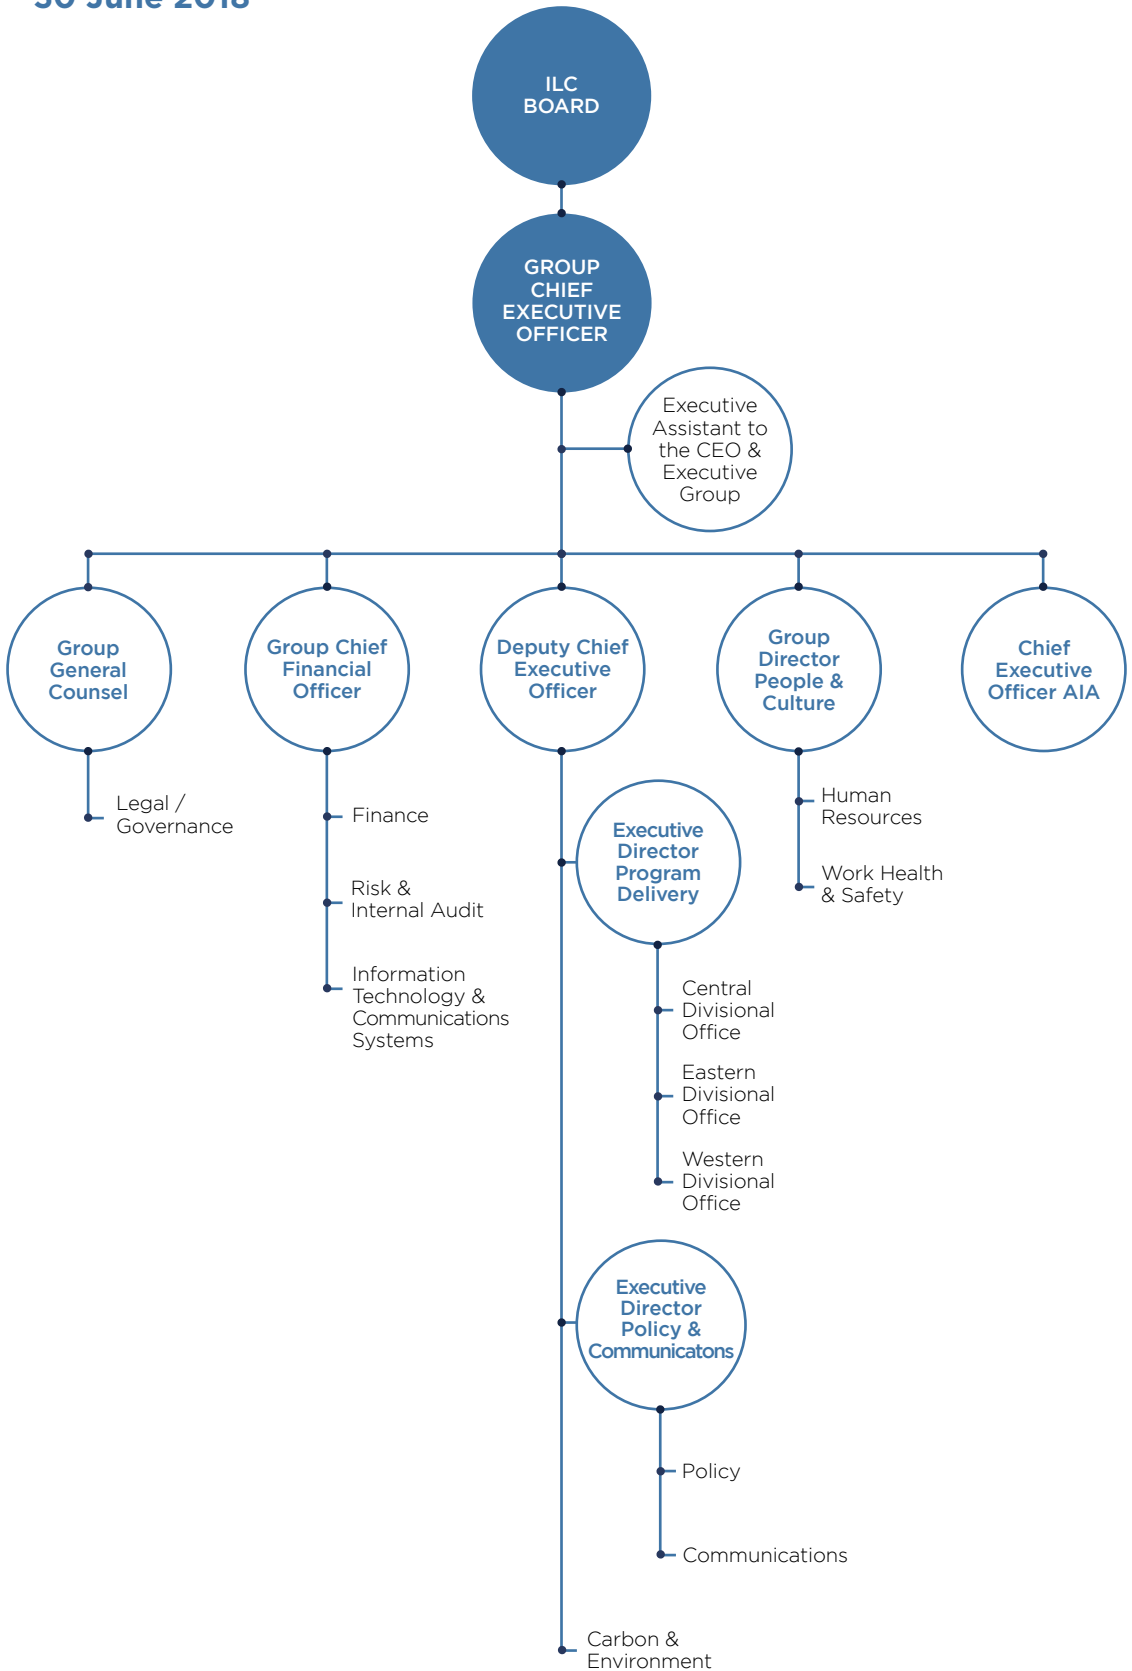 30 June 2018
ILC
BOARD
GROUP
CHIEF
EXECUTIVE
OFFICER
Executive
Assistant to
the CEO &
Executive
Group
Group
General
Counsel
Group Chief
Financial
Officer
Deputy Chief
Executive
Officer
Group
Director
People &
Culture
Chief
Executive
Officer AIA
Legal /
Governance
Finance
Risk &
Internal Audit
Information
Technology &
Communications
Systems
Executive
Director
Program
Delivery
Human
Resources
Work Health
& Safety
Central
Divisional
Office
Eastern
Divisional
Office
Western
Divisional
Office
Executive
Director
Policy &
Communicatons
Policy
Communications
Carbon &
Environment